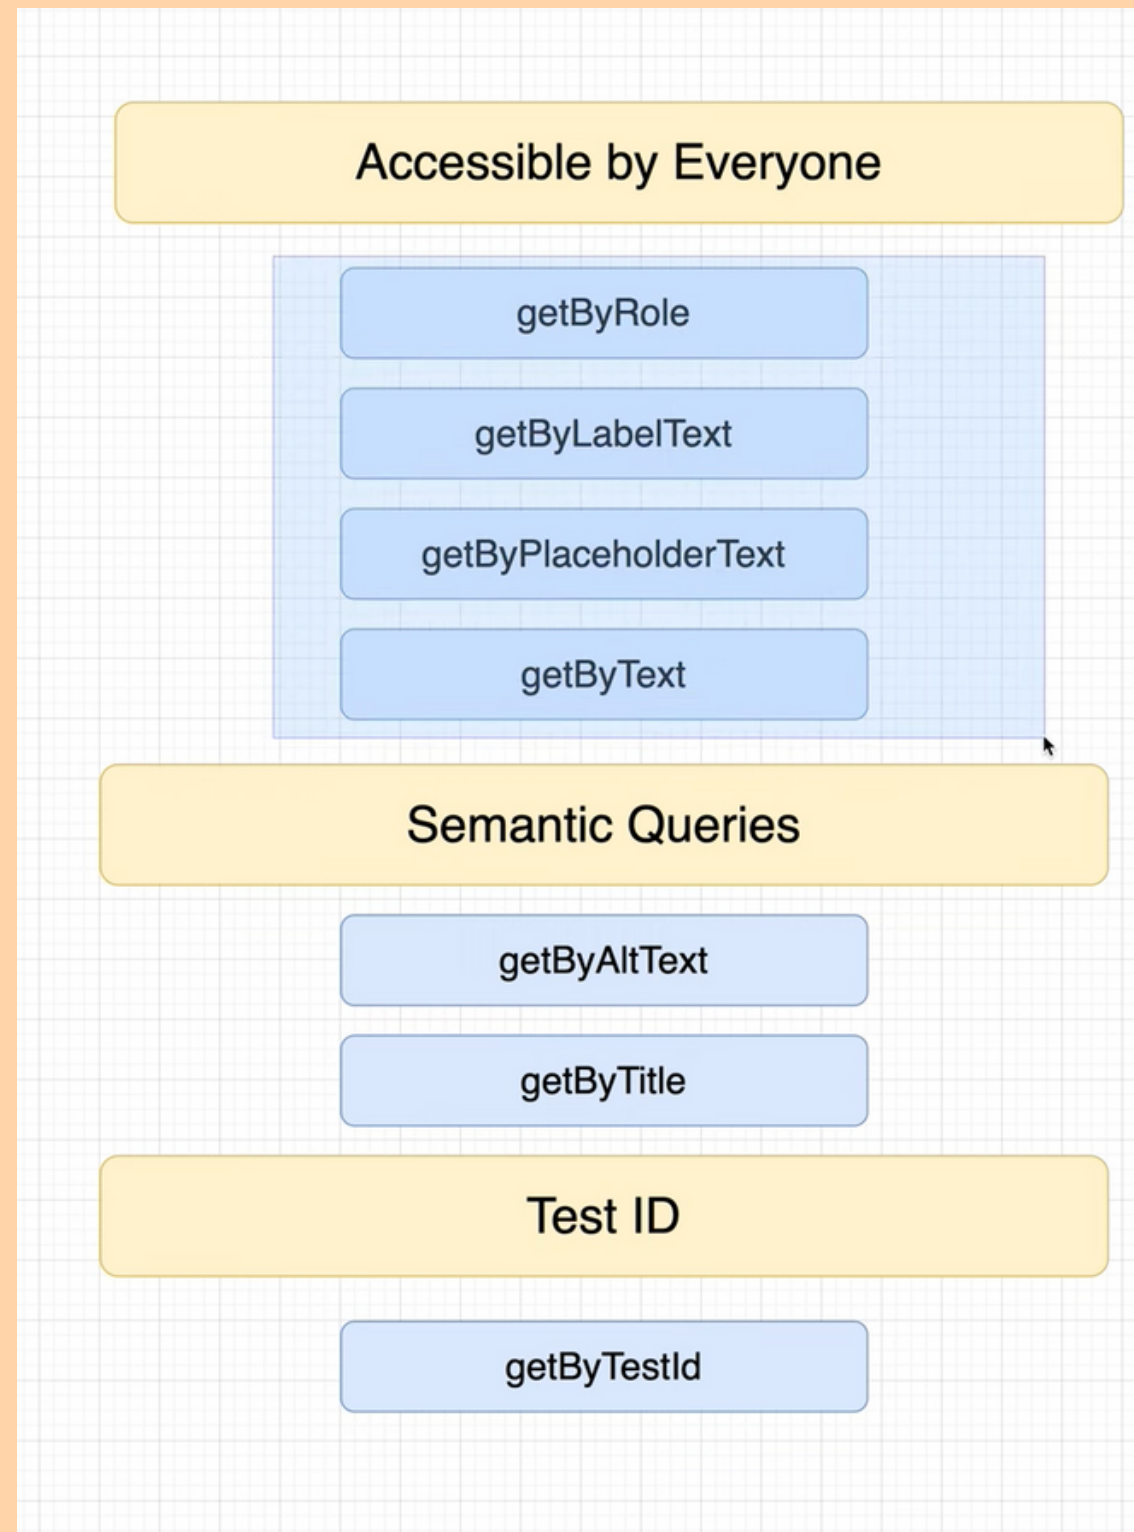 Accessible by Everyone
getByRole
getByLabelText
getByPlaceholderText
getByText
Semantic Queries
getByAltText
getByTitle
Test ID
getByTestId